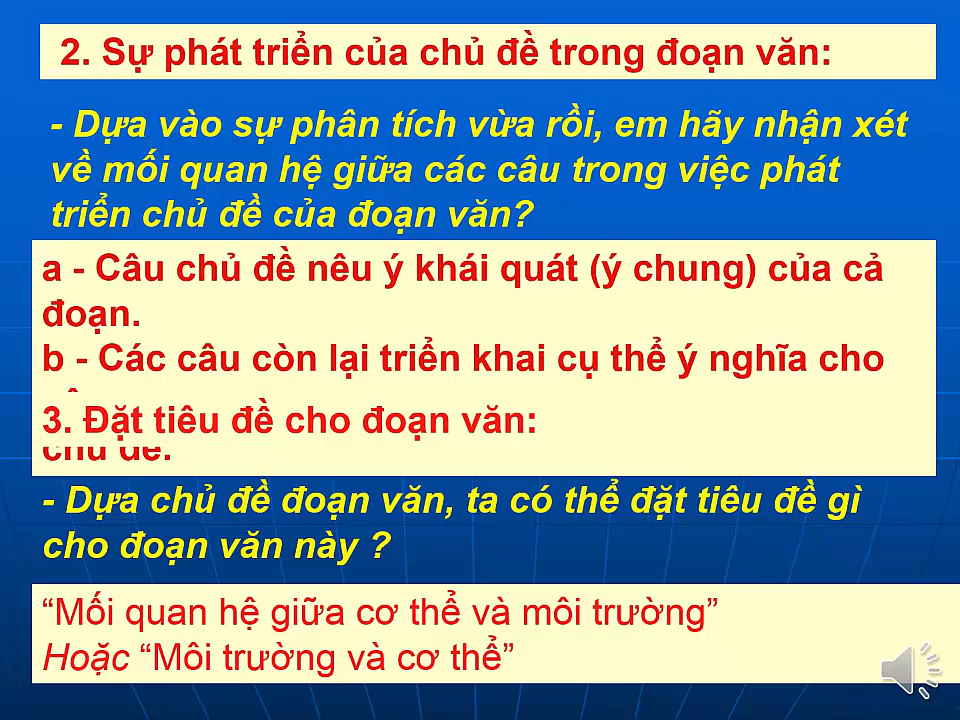 2. Sự phát triển của chủ đề trong đoạn văn:
- Dựa vào sự phân tích vừa rồi, em hãy nhận xét
về mối quan hệ giữa các câu trong việc phát
triển chủ đề của đoạn văn?
a - Câu chủ đề nêu ý khái quát (ý chung) của cả
đoạn.
b - Các câu còn lại triển khai cụ thể ý nghĩa cho
3. Đặt tiêu đề cho đoạn văn:
chủ đề.
- Dựa chủ đề đoạn văn, ta có thể đặt tiêu đề gì
cho đoạn văn này ?
“Mối quan hệ giữa cơ thể và môi trường”
Hoặc “Môi trường và cơ thể”